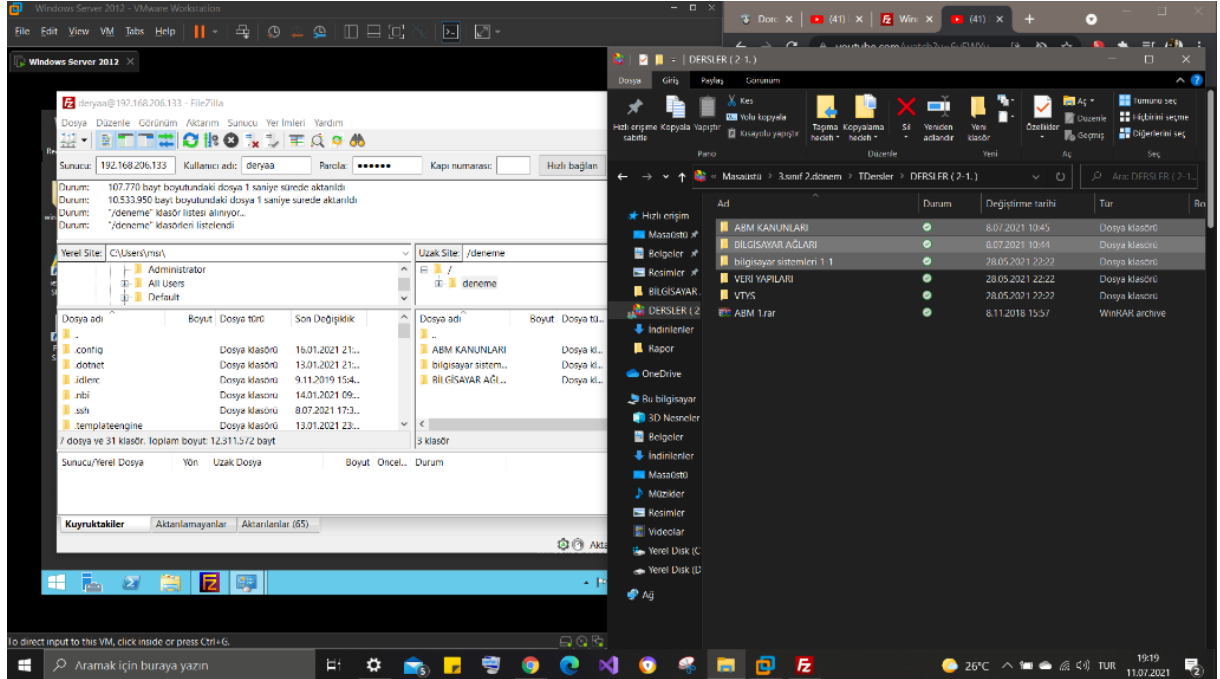 Windows Server 2012 - VMware Workstation
File Edit View VM Tabs Help
Windows Server 2012
deryaa@192.168.206.133 - FileZilla
Dosya Düzenle Görünüm Aktarım Sunucu Yer İmleri Yardım
Sunucu: 192.168.206.133 Kullanıcı adı: deryaa Parola: ●●●●●● Kapı numarası: Hızlı bağlan
Durum: 107.770 bayt boyutundaki dosya 1 saniye sürede aktarıldı
Durum: 10.533.950 bayt boyutundaki dosya 1 saniye sürede aktarıldı
Durum: "/deneme" klasör listesi alınıyor...
Durum: "/deneme" klasörleri listelendi
Yerel Site: C:\Users\msi\
Administrator
All Users
Default
Uzak Site: /deneme
/
deneme
Dosya adı Boyut Dosya türü Son Değişiklik
..
.config Dosya klasörü 16.01.2021 21:..
.dotnet Dosya klasörü 13.01.2021 21:..
.idlerc Dosya klasörü 9.11.2019 15:4..
.nbi Dosya klasörü 14.01.2021 09:..
.ssh Dosya klasörü 8.07.2021 17:3..
.templateengine Dosya klasörü 13.01.2021 23:..
7 dosya ve 31 klasör. Toplam boyut: 12.311.572 bayt
Dosya adı Boyut Dosya tü...
..
ABM KANUNLARI Dosya kl...
bilgisayar sistem... Dosya kl...
BİLGİSAYAR AĞL... Dosya kl...
3 klasör
Sunucu/Yerel Dosya Yön Uzak Dosya Boyut Öncel... Durum
Kuyruktakiler Aktarılamayanlar Aktarılanlar (65)
To direct input to this VM, click inside or press Ctrl+G.
(41) (41)
DERSLER ( 2-1. )
Dosya Giriş Paylaş Görünüm
Hızlı erişime sabitle Kopyala Yapıştır
Kes
Yolu kopyala
Kısayolu yapıştır
Taşıma hedefi Kopyalama hedefi Sil Yeniden adlandır
Yeni klasör
Özellikler
Aç
Düzenle
Geçmiş
Tümünü seç
Hiçbirini seçme
Diğerlerini seç
Pano Düzenle Yeni Aç Seç
Masaüstü > 3.sınıf 2.dönem > TDersler > DERSLER ( 2-1. )
Ara: DERSLER ( 2-1...
Hızlı erişim
Masaüstü
Belgeler
Resimler
BİLGİSAYAR.
DERSLER ( 2
İndirilenler
Rapor
OneDrive
Bu bilgisayar
3D Nesneler
Belgeler
İndirilenler
Masaüstü
Müzikler
Resimler
Videolar
Yerel Disk (C
Yerel Disk (D
Ağ
Ad Durum Değiştirme tarihi Tür
ABM KANUNLARI 8.07.2021 10:45 Dosya klasörü
BİLGİSAYAR AĞLARI 8.07.2021 10:44 Dosya klasörü
bilgisayar sistemleri 1-1 28.05.2021 22:22 Dosya klasörü
VERİ YAPILARI 28.05.2021 22:22 Dosya klasörü
VTYS 28.05.2021 22:22 Dosya klasörü
ABM 1.rar 8.11.2018 15:57 WinRAR archive
Aramak için buraya yazın
26°C TUR 19:19
11.07.2021